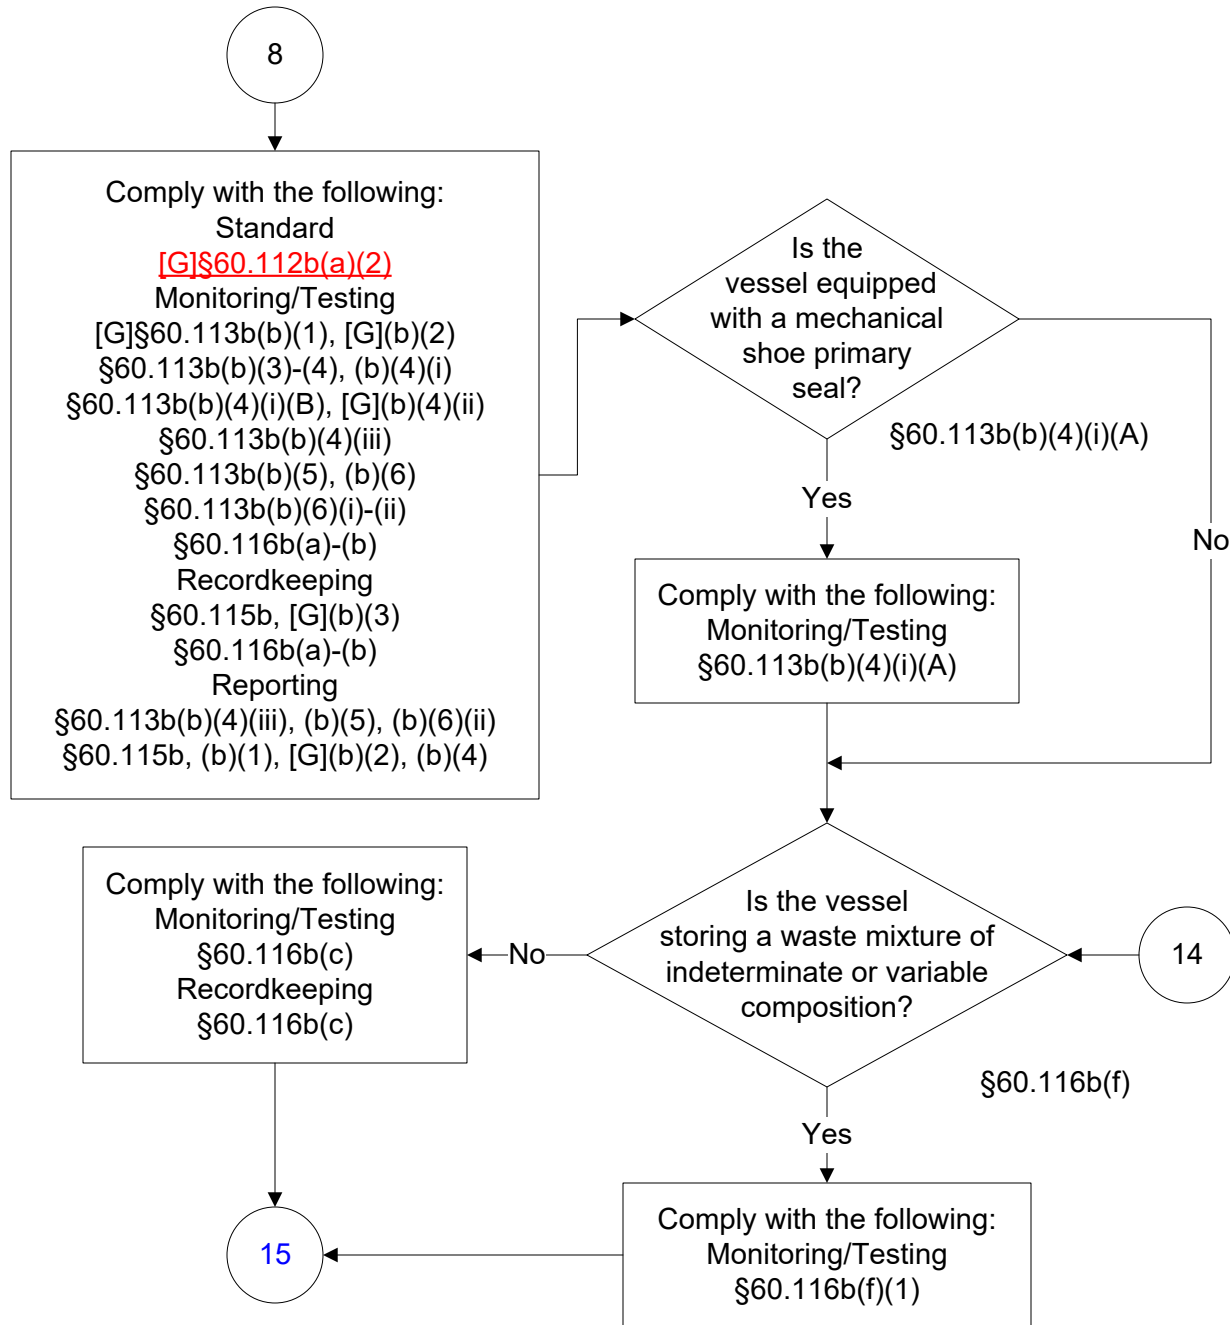 8
Comply with the following:
Standard
[G]§60.112b(a)(2)
Monitoring/Testing
[G]§60.113b(b)(1), [G](b)(2)
§60.113b(b)(3)-(4), (b)(4)(i)
§60.113b(b)(4)(i)(B), [G](b)(4)(ii)
§60.113b(b)(4)(iii)
§60.113b(b)(5), (b)(6)
§60.113b(b)(6)(i)-(ii)
§60.116b(a)-(b)
Recordkeeping
§60.115b, [G](b)(3)
§60.116b(a)-(b)
Reporting
§60.113b(b)(4)(iii), (b)(5), (b)(6)(ii)
§60.115b, (b)(1), [G](b)(2), (b)(4)
Is the
vessel equipped
with a mechanical
shoe primary
seal?
§60.113b(b)(4)(i)(A)
Yes
No
Comply with the following:
Monitoring/Testing
§60.113b(b)(4)(i)(A)
Is the vessel
storing a waste mixture of
indeterminate or variable
composition?
14
§60.116b(f)
No
Comply with the following:
Monitoring/Testing
§60.116b(c)
Recordkeeping
§60.116b(c)
Yes
Comply with the following:
Monitoring/Testing
§60.116b(f)(1)
15